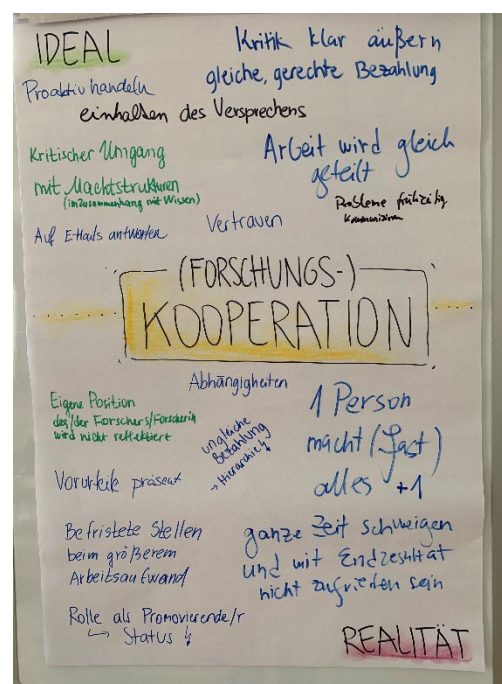 IDEAL
Kritik klar äußern
gleiche, gerechte Bezahlung
Proaktiv handeln
einhalten des Versprechens
Kritischer Umgang
mit Machtstrukturen
(im Zusammenhang mit Wissen)
Arbeit wird gleich
geteilt
Probleme frühzeitig
kommunizieren
Auf E-Mails antworten
Vertrauen
(FORSCHUNGS-)
KOOPERATION
Abhängigkeiten
Eigene Position
des/der Forschers/Forscherin
wird nicht reflektiert
ungleiche
Bezahlung
→ Hierarchie ↯
1 Person
macht (fast)
alles +1
Vorurteile präsent
Befristete Stellen
beim größerem
Arbeitsaufwand
ganze Zeit schweigen
und mit Endresultät
nicht zufrieden sein
Rolle als Promovierende/r
↳ Status ↯
REALITÄT